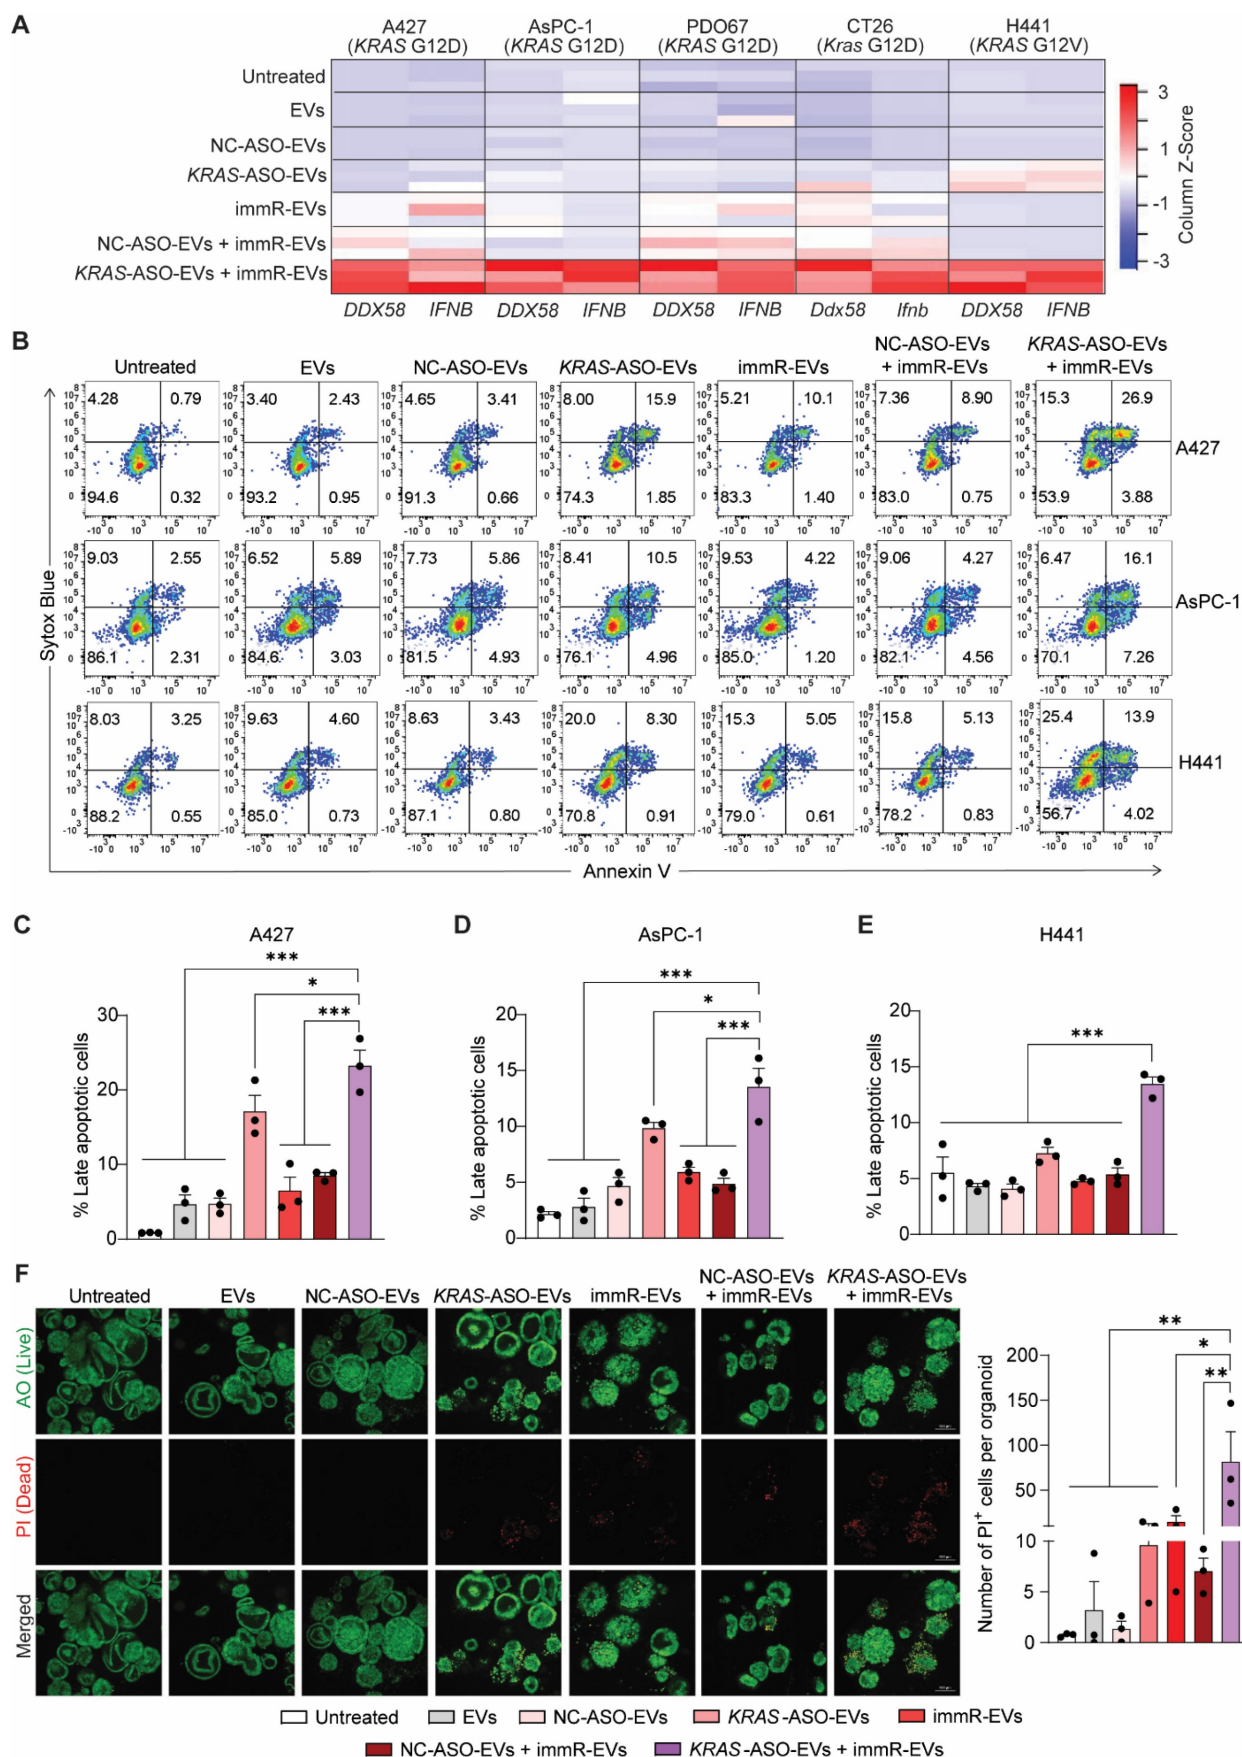 A
A427
(KRAS G12D)
AsPC-1
(KRAS G12D)
PDO67
(KRAS G12D)
CT26
(Kras G12D)
H441
(KRAS G12V)
Untreated
EVs
NC-ASO-EVs
KRAS-ASO-EVs
immR-EVs
NC-ASO-EVs + immR-EVs
KRAS-ASO-EVs + immR-EVs
DDX58 IFNB DDX58 IFNB DDX58 IFNB Ddx58 Ifnb DDX58 IFNB
3
1
-1
-3
Column Z-Score
B
Untreated
EVs
NC-ASO-EVs
KRAS-ASO-EVs
immR-EVs
NC-ASO-EVs
+ immR-EVs
KRAS-ASO-EVs
+ immR-EVs
4.28 0.79 3.40 2.43 4.65 3.41 8.00 15.9 5.21 10.1 7.36 8.90 15.3 26.9
A427
94.6 0.32 93.2 0.95 91.3 0.66 74.3 1.85 83.3 1.40 83.0 0.75 53.9 3.88
9.03 2.55 6.52 5.89 7.73 5.86 8.41 10.5 9.53 4.22 9.06 4.27 6.47 16.1
AsPC-1
86.1 2.31 84.6 3.03 81.5 4.93 76.1 4.96 85.0 1.20 82.1 4.56 70.1 7.26
8.03 3.25 9.63 4.60 8.63 3.43 20.0 8.30 15.3 5.05 15.8 5.13 25.4 13.9
H441
88.2 0.55 85.0 0.73 87.1 0.80 70.8 0.91 79.0 0.61 78.2 0.83 56.7 4.02
Sytox Blue
Annexin V
C
A427
***
*
***
30
20
10
0
% Late apoptotic cells
D
AsPC-1
***
*
***
20
15
10
5
0
% Late apoptotic cells
E
H441
***
20
15
10
5
0
% Late apoptotic cells
F
Untreated
EVs
NC-ASO-EVs
KRAS-ASO-EVs
immR-EVs
NC-ASO-EVs
+ immR-EVs
KRAS-ASO-EVs
+ immR-EVs
AO (Live)
PI (Dead)
Merged
**
*
**
200
150
100
50
10
5
0
Number of PI+ cells per organoid
Untreated EVs NC-ASO-EVs KRAS-ASO-EVs immR-EVs
NC-ASO-EVs + immR-EVs KRAS-ASO-EVs + immR-EVs